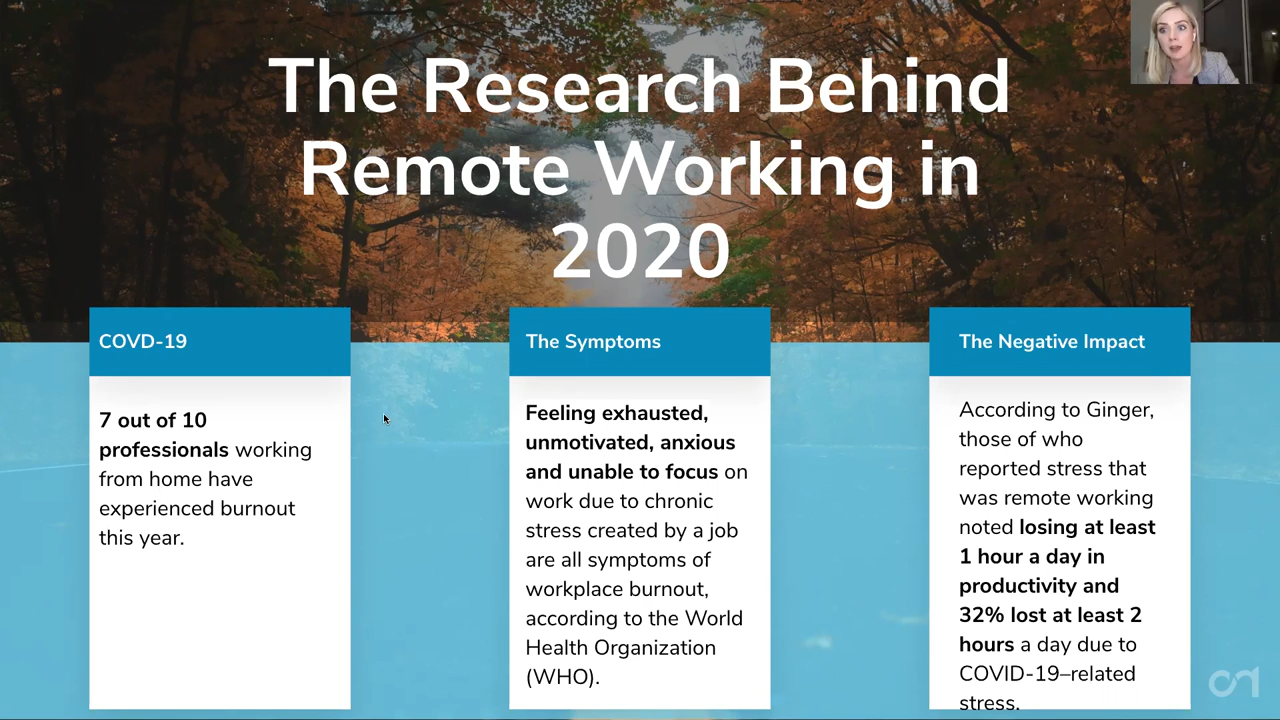 The Research Behind
Remote Working in
2020
COVD-19
7 out of 10
professionals working
from home have
experienced burnout
this year.
The Symptoms
Feeling exhausted,
unmotivated, anxious
and unable to focus on
work due to chronic
stress created by a job
are all symptoms of
workplace burnout,
according to the World
Health Organization
(WHO).
The Negative Impact
According to Ginger,
those of who
reported stress that
was remote working
noted losing at least
1 hour a day in
productivity and
32% lost at least 2
hours a day due to
COVID-19–related
stress.